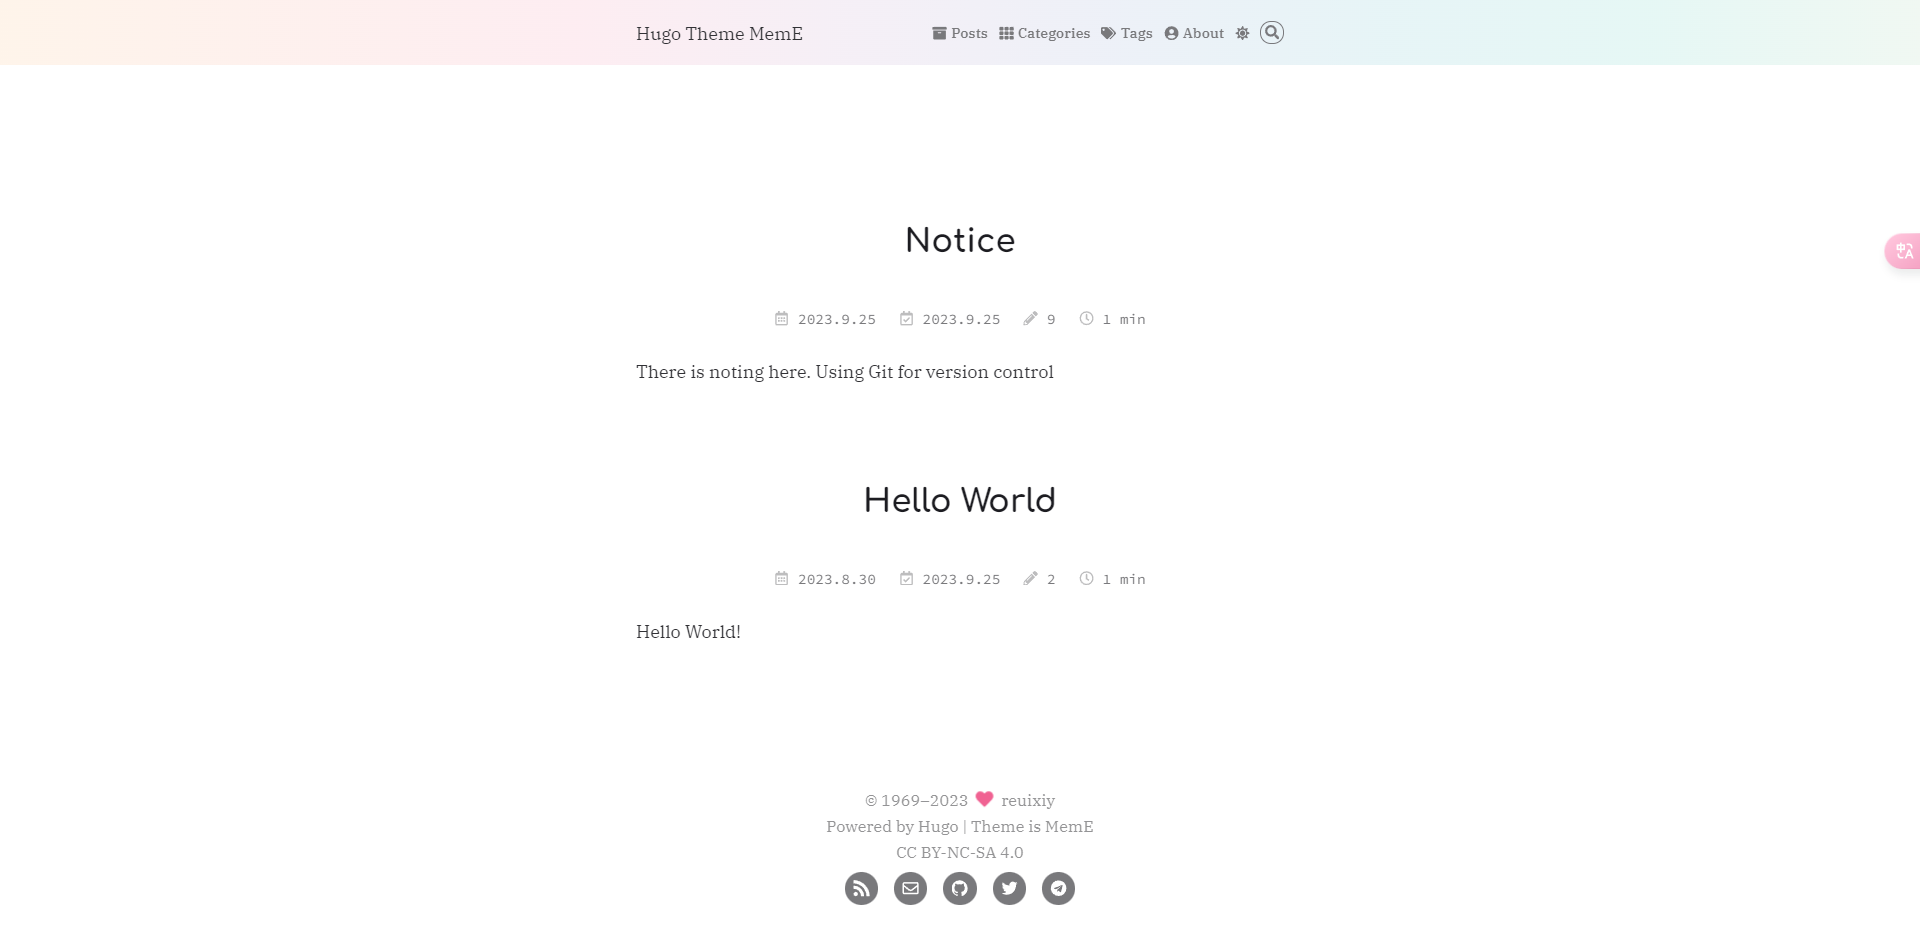 Hugo Theme MemE Posts Categories Tags About
Notice
2023.9.25 2023.9.25 9 1 min
There is noting here. Using Git for version control
Hello World
2023.8.30 2023.9.25 2 1 min
Hello World!
© 1969–2023 reuixiy
Powered by Hugo | Theme is MemE
CC BY-NC-SA 4.0